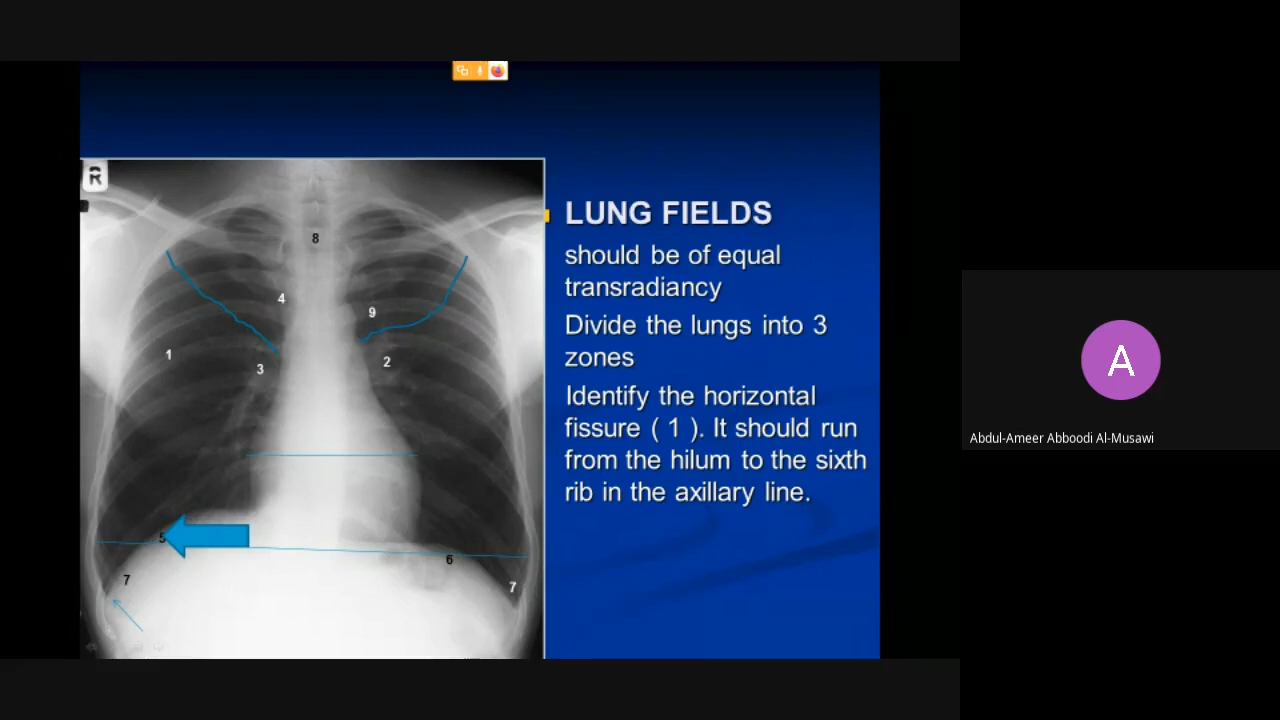 R
8
4
9
1
3
2
5
6
7
7
LUNG FIELDS
should be of equal
transradiancy
Divide the lungs into 3
zones
Identify the horizontal
fissure ( 1 ). It should run
from the hilum to the sixth
rib in the axillary line.
A
Abdul-Ameer Abboodi Al-Musawi